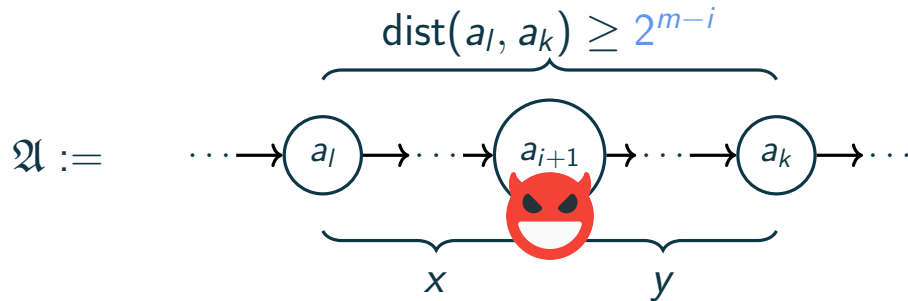 dist(a_l, a_k) ≥ 2^{m−i}
𝔄 := ··· a_l ··· a_{i+1} ··· a_k ···
x y